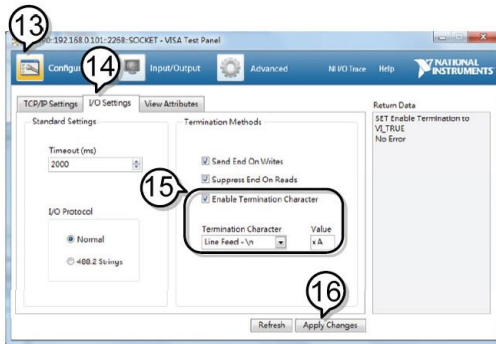 13
::192.168.0.101::2268::SOCKET - VISA Test Panel
14
Input/Output
Advanced
NI I/O Trace
Help
NATIONAL
INSTRUMENTS
TCP/IP Settings
I/O Settings
View Attributes
Return Data
Standard Settings
Termination Methods
SET Enable Termination to
VI_TRUE
No Error
Timeout (ms)
2000
Send End On Writes
Suppress End On Reads
15
Enable Termination Character
I/O Protocol
Termination Character
Value
Normal
Line Feed - \n
xA
488.2 Strings
16
Refresh
Apply Changes